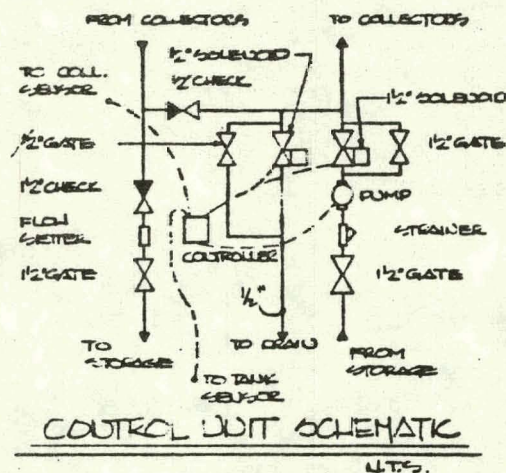 FROM COLLECTORS
TO COLLECTORS
1/2" SOLENOID
1/2" CHECK
TO COLL.
SENSOR
1 1/2" SOLENOID
1/2" GATE
1 1/2" GATE
1 1/2" CHECK
PUMP
FLOW
SETTER
STRAINER
CONTROLLER
1 1/2" GATE
1 1/2" GATE
1/2"
TO
STORAGE
TO DRAIN
FROM
STORAGE
TO TANK
SENSOR
CONTROL UNIT SCHEMATIC
N.T.S.